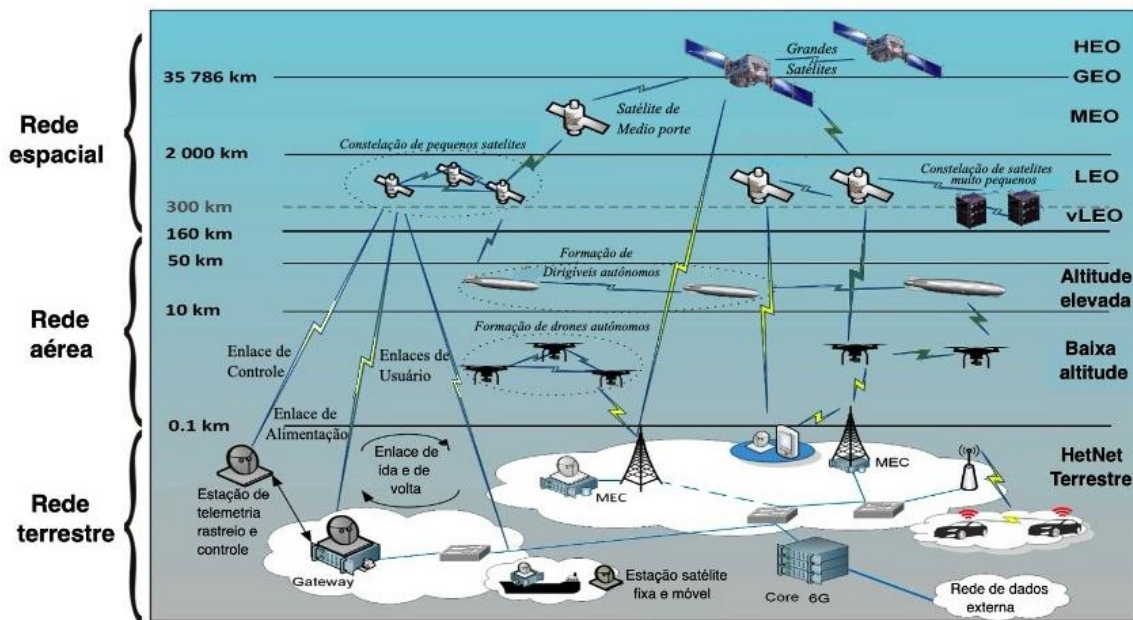 Rede
espacial
Rede
aérea
Rede
terrestre
35 786 km
2 000 km
300 km
160 km
50 km
10 km
0.1 km
HEO
GEO
MEO
LEO
vLEO
Altitude
elevada
Baixa
altitude
HetNet
Terrestre
Grandes
Satélites
Satélite de
Medio porte
Constelação de pequenos satelites
Constelação de satelites
muito pequenos
Formação de
Dirigíveis autônomos
Formação de drones autônomos
Enlace de
Controle
Enlaces de
Usuário
Enlace de
Alimentação
Enlace de
ida e de
volta
Estação de
telemetria
rastreio e
controle
Gateway
MEC
MEC
Estação satélite
fixa e móvel
Core 6G
Rede de dados
externa